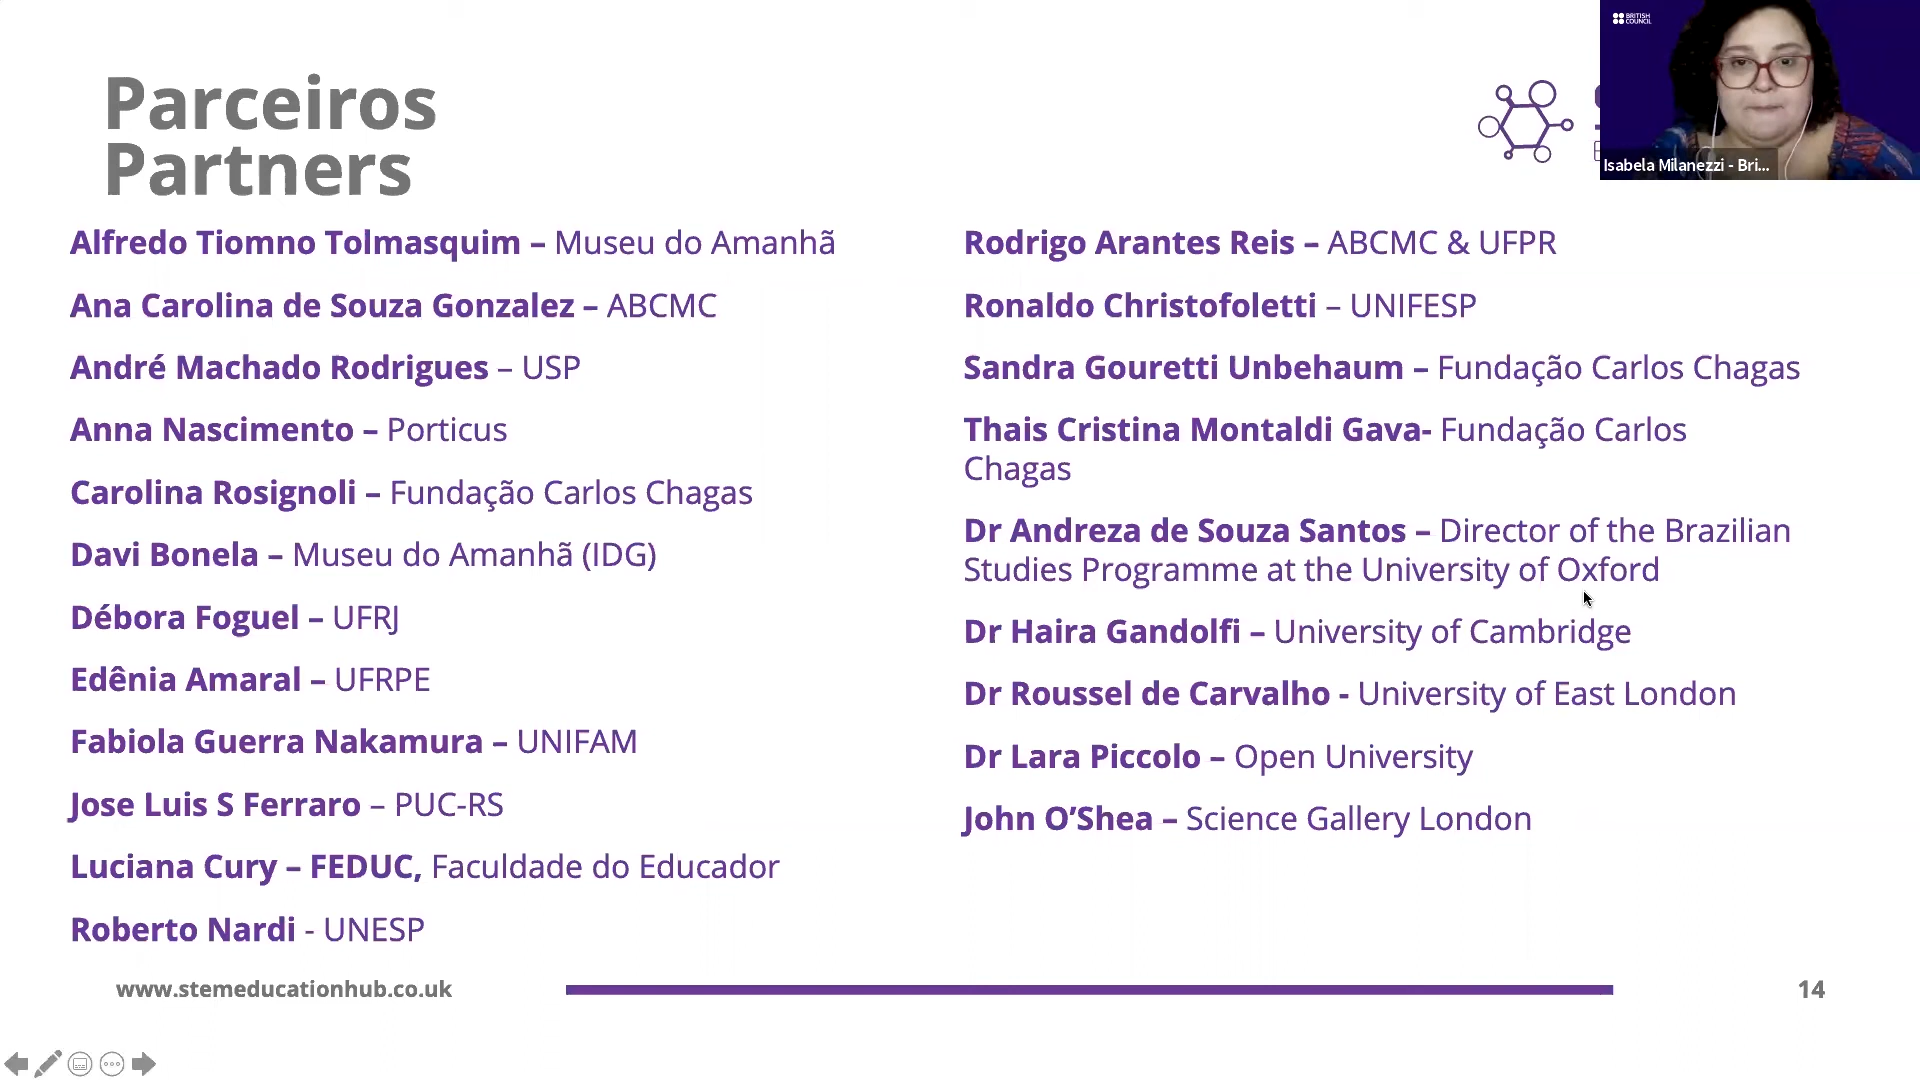 Parceiros
Partners
BRITISH
COUNCIL
Isabela Milanezzi - Bri...
Alfredo Tiomno Tolmasquim – Museu do Amanhã
Ana Carolina de Souza Gonzalez – ABCMC
André Machado Rodrigues – USP
Anna Nascimento – Porticus
Carolina Rosignoli – Fundação Carlos Chagas
Davi Bonela – Museu do Amanhã (IDG)
Débora Foguel – UFRJ
Edênia Amaral – UFRPE
Fabiola Guerra Nakamura – UNIFAM
Jose Luis S Ferraro – PUC-RS
Luciana Cury – FEDUC, Faculdade do Educador
Roberto Nardi - UNESP
Rodrigo Arantes Reis – ABCMC & UFPR
Ronaldo Christofoletti – UNIFESP
Sandra Gouretti Unbehaum – Fundação Carlos Chagas
Thais Cristina Montaldi Gava- Fundação Carlos
Chagas
Dr Andreza de Souza Santos – Director of the Brazilian
Studies Programme at the University of Oxford
Dr Haira Gandolfi – University of Cambridge
Dr Roussel de Carvalho - University of East London
Dr Lara Piccolo – Open University
John O’Shea – Science Gallery London
www.stemeducationhub.co.uk
14